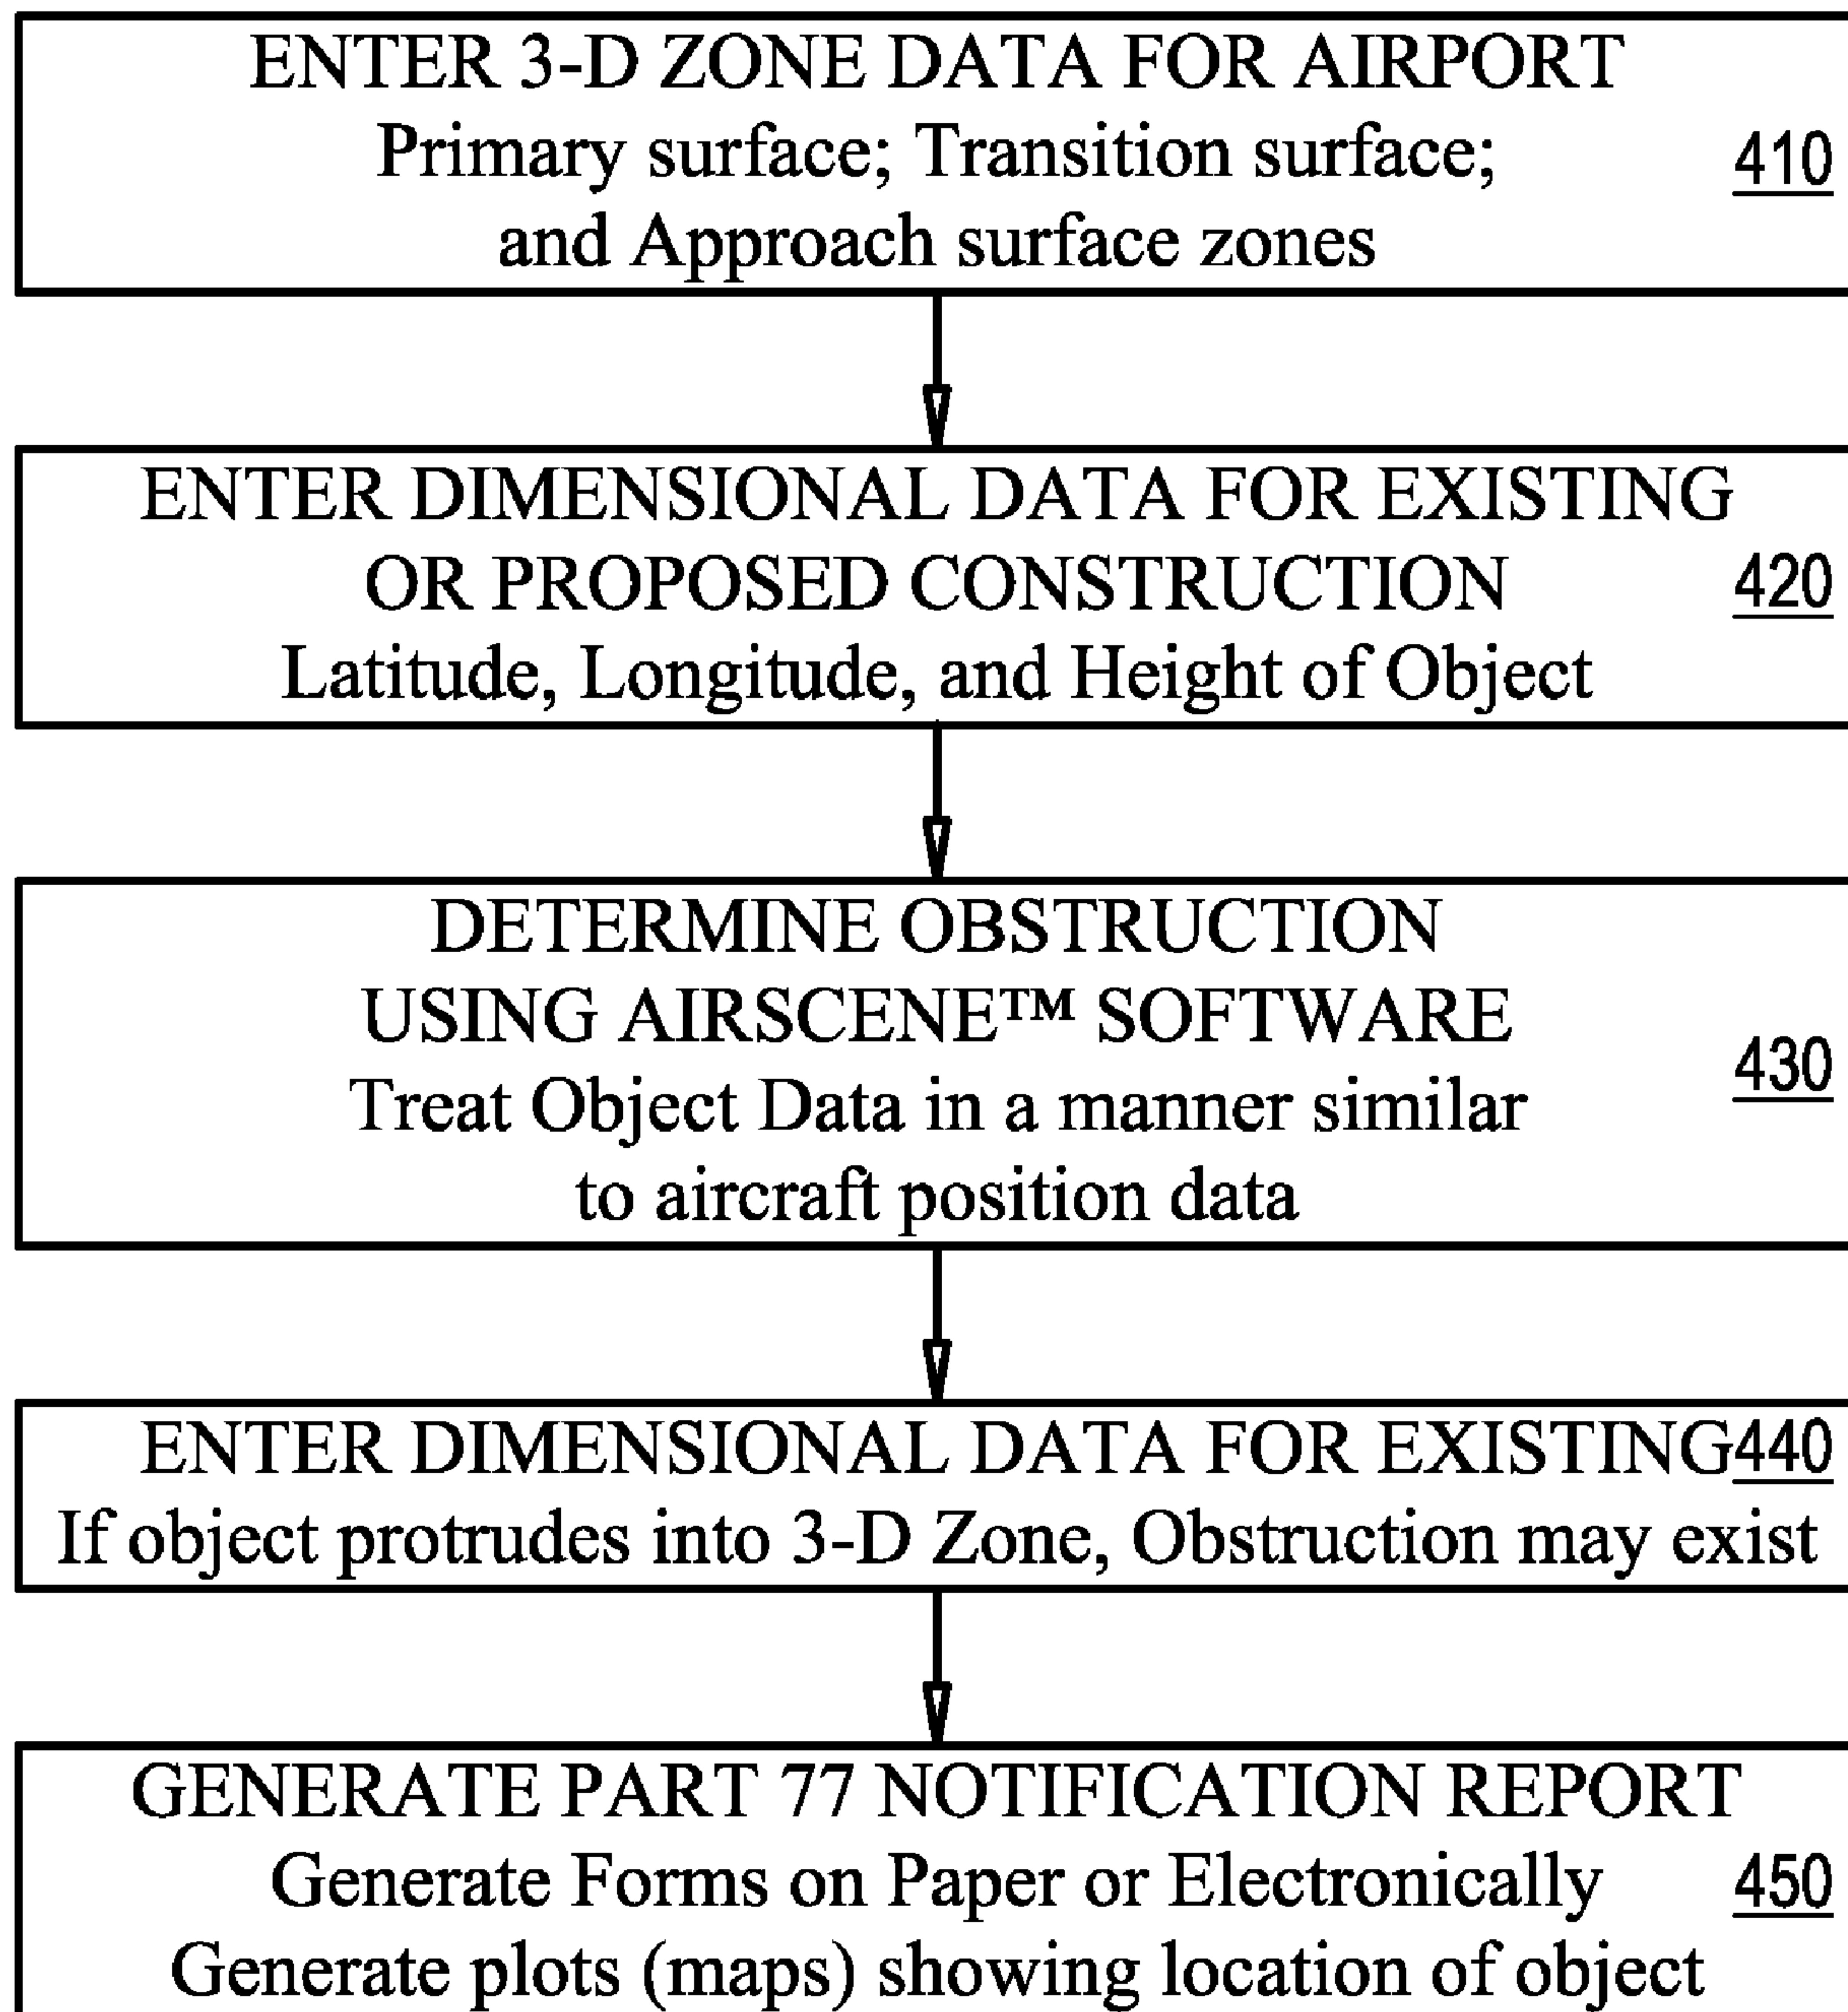 ENTER 3-D ZONE DATA FOR AIRPORT
Primary surface; Transition surface;
410
and Approach surface zones
ENTER DIMENSIONAL DATA FOR EXISTING
OR PROPOSED CONSTRUCTION
420
Latitude, Longitude, and Height of Object
DETERMINE OBSTRUCTION
USING AIRSCENE™ SOFTWARE
430
Treat Object Data in a manner similar
to aircraft position data
ENTER DIMENSIONAL DATA FOR EXISTING
440
If object protrudes into 3-D Zone, Obstruction may exist
GENERATE PART 77 NOTIFICATION REPORT
Generate Forms on Paper or Electronically
450
Generate plots (maps) showing location of object